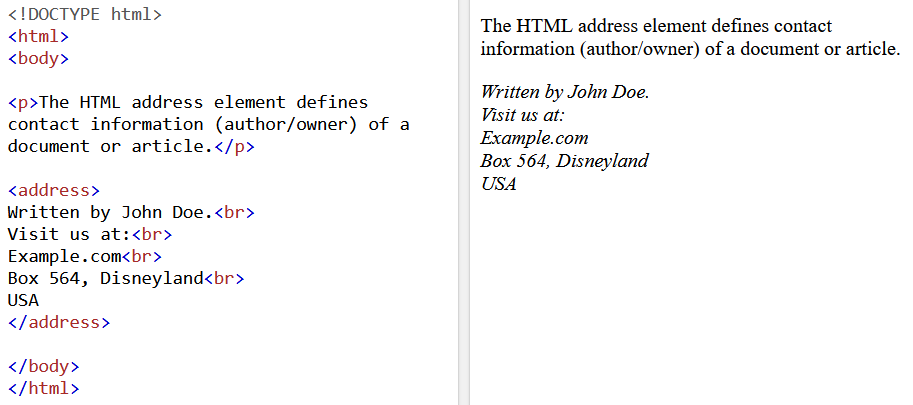 <!DOCTYPE html>
<html>
<body>
<p>The HTML address element defines
contact information (author/owner) of a
document or article.</p>
<address>
Written by John Doe.<br>
Visit us at:<br>
Example.com<br>
Box 564, Disneyland<br>
USA
</address>
</body>
</html>
The HTML address element defines contact
information (author/owner) of a document or article.
Written by John Doe.
Visit us at:
Example.com
Box 564, Disneyland
USA